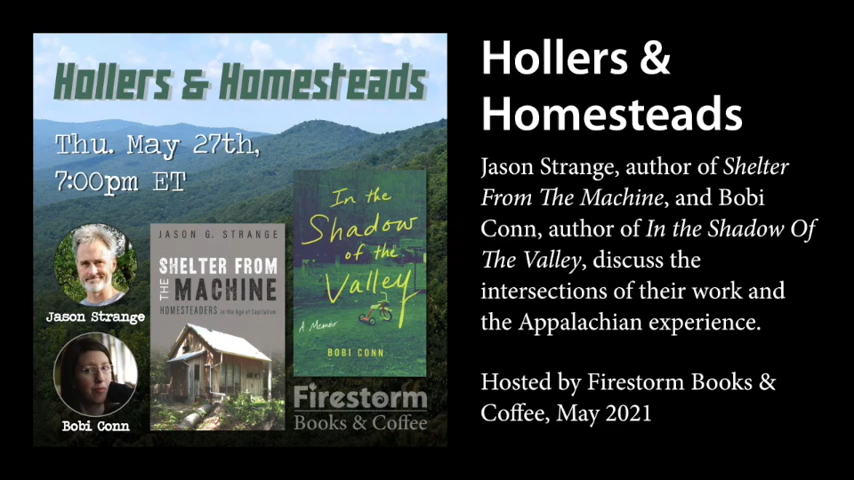 Hollers & Homesteads
Thu. May 27th,
7:00pm ET
Jason Strange
Bobi Conn
JASON G. STRANGE
SHELTER FROM
THE MACHINE
HOMESTEADERS in the Age of Capitalism
In the
Shadow
of the
Valley
A Memoir
BOBI CONN
Firestorm
Books & Coffee
Hollers &
Homesteads
Jason Strange, author of Shelter
From The Machine, and Bobi
Conn, author of In the Shadow Of
The Valley, discuss the
intersections of their work and
the Appalachian experience.
Hosted by Firestorm Books &
Coffee, May 2021